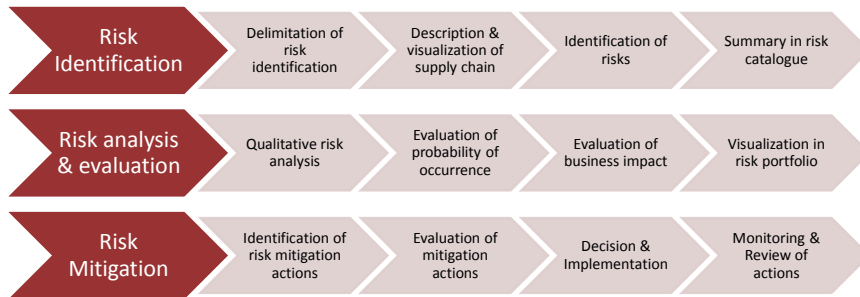 Risk
Identification
Delimitation of
risk
identification
Description &
visualization of
supply chain
Identification
of risks
Summary in risk
catalogue
Risk analysis
& evaluation
Qualitative risk
analysis
Evaluation of
probability of
occurrence
Evaluation of
business impact
Visualization in
risk portfolio
Risk
Mitigation
Identification of
risk mitigation
actions
Evaluation of
mitigation
actions
Decision &
Implementation
Monitoring &
Review of
actions